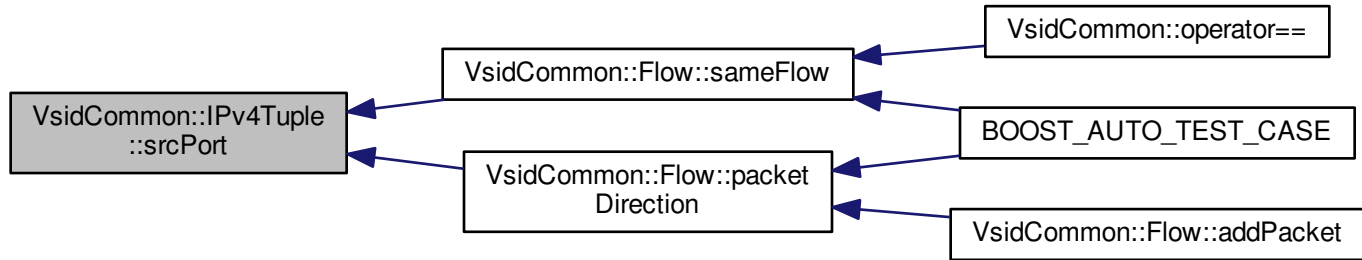 VsidCommon::IPv4Tuple
::srcPort
VsidCommon::Flow::sameFlow
VsidCommon::Flow::packet
Direction
VsidCommon::operator==
BOOST_AUTO_TEST_CASE
VsidCommon::Flow::addPacket